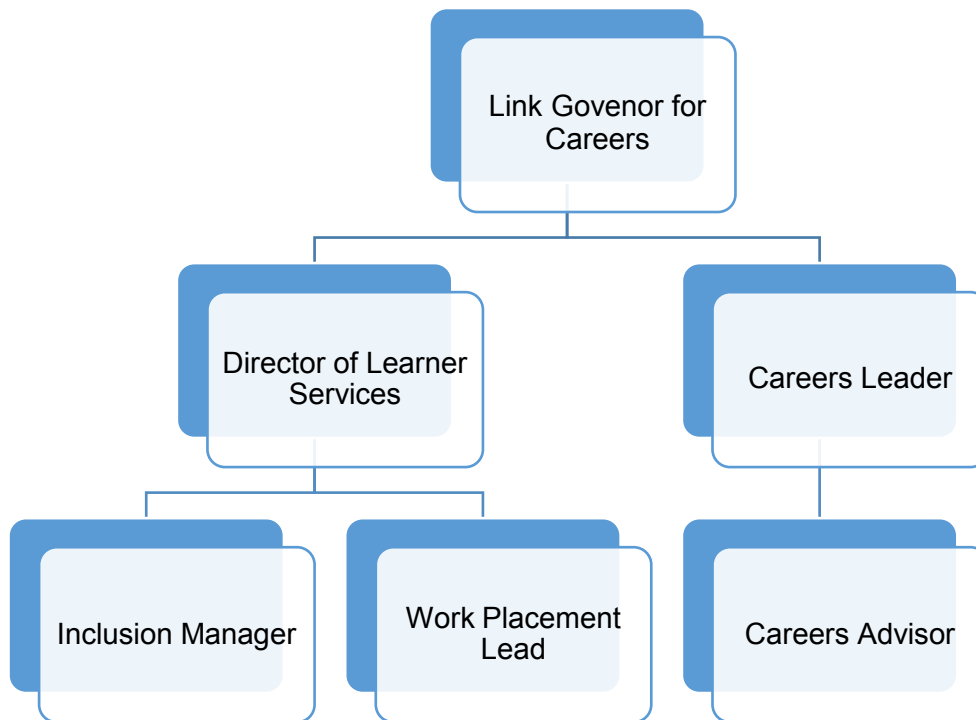 Link Govenor for
Careers
Director of Learner
Services
Careers Leader
Inclusion Manager
Work Placement
Lead
Careers Advisor